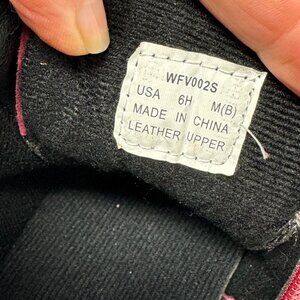 WFV002S
USA 6H M(B)
MADE IN CHINA
LEATHER UPPER